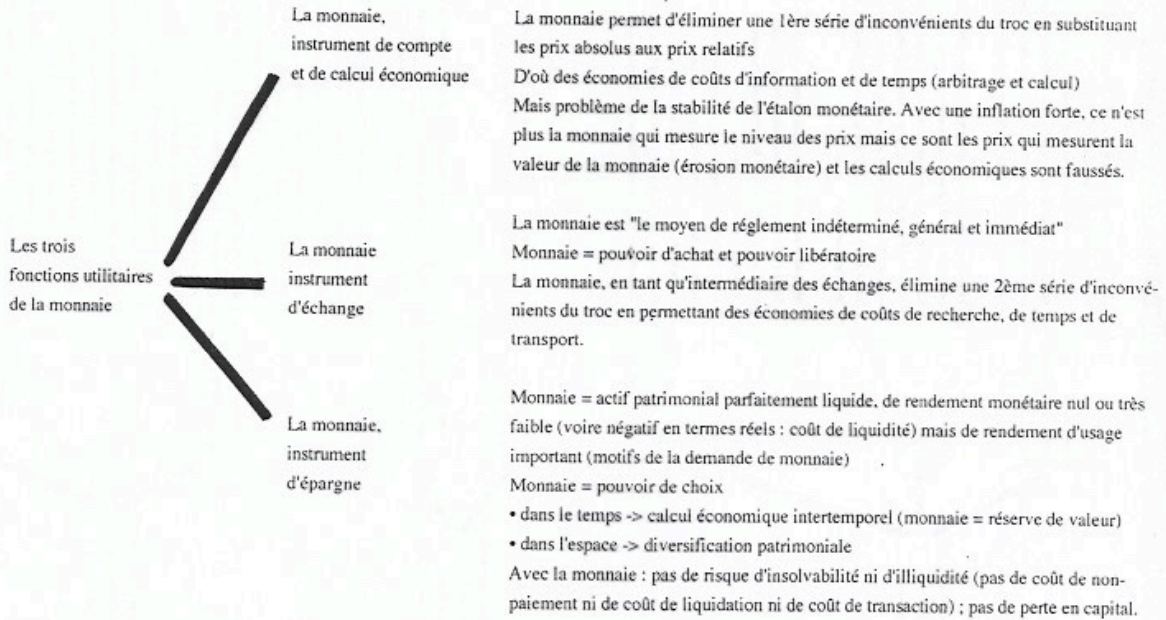 La monnaie,
instrument de compte
et de calcul économique
La monnaie permet d'éliminer une 1ère série d'inconvénients du troc en substituant
les prix absolus aux prix relatifs
D'où des économies de coûts d'information et de temps (arbitrage et calcul)
Mais problème de la stabilité de l'étalon monétaire. Avec une inflation forte, ce n'est
plus la monnaie qui mesure le niveau des prix mais ce sont les prix qui mesurent la
valeur de la monnaie (érosion monétaire) et les calculs économiques sont faussés.
Les trois
fonctions utilitaires
de la monnaie
La monnaie
instrument
d'échange
La monnaie est "le moyen de réglement indéterminé, général et immédiat"
Monnaie = pouvoir d'achat et pouvoir libératoire
La monnaie, en tant qu'intermédiaire des échanges, élimine une 2ème série d'inconvé-
nients du troc en permettant des économies de coûts de recherche, de temps et de
transport.
La monnaie,
instrument
d'épargne
Monnaie = actif patrimonial parfaitement liquide, de rendement monétaire nul ou très
faible (voire négatif en termes réels : coût de liquidité) mais de rendement d'usage
important (motifs de la demande de monnaie)
Monnaie = pouvoir de choix
• dans le temps -> calcul économique intertemporel (monnaie = réserve de valeur)
• dans l'espace -> diversification patrimoniale
Avec la monnaie : pas de risque d'insolvabilité ni d'illiquidité (pas de coût de non-
paiement ni de coût de liquidation ni de coût de transaction) ; pas de perte en capital.